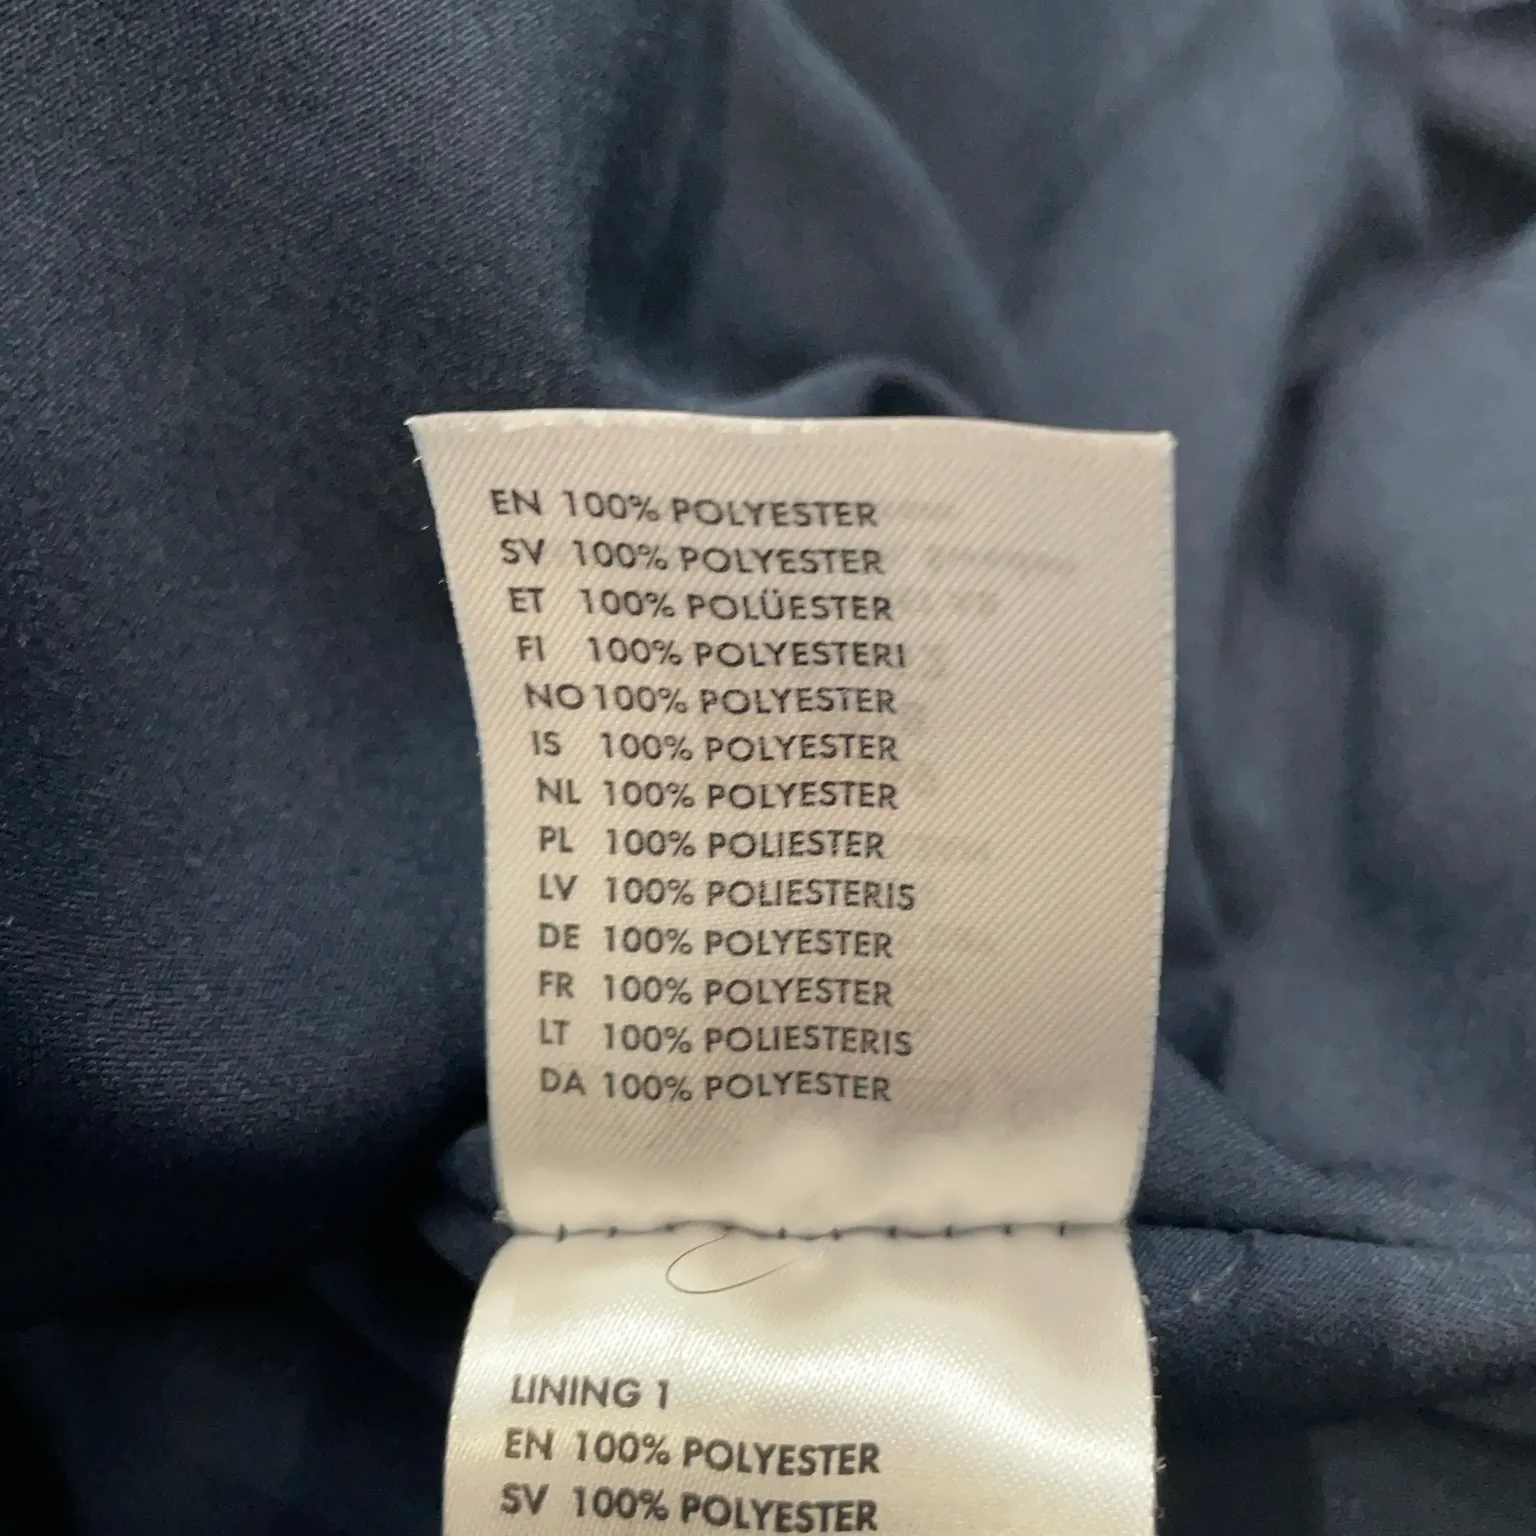 EN 100% POLYESTER
SV 100% POLYESTER
ET 100% POLÜESTER
FI 100% POLYESTERI
NO 100% POLYESTER
IS 100% POLYESTER
NL 100% POLYESTER
PL 100% POLIESTER
LV 100% POLIESTERIS
DE 100% POLYESTER
FR 100% POLYESTER
LT 100% POLIESTERIS
DA 100% POLYESTER
LINING 1
EN 100% POLYESTER
SV 100% POLYESTER